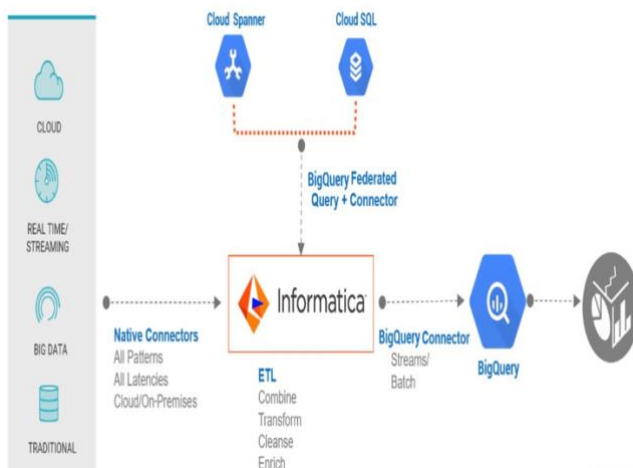 Cloud Spanner
Cloud SQL
CLOUD
REAL TIME/
STREAMING
BIG DATA
TRADITIONAL
BigQuery Federated
Query + Connector
Native Connectors
All Patterns
All Latencies
Cloud/On-Premises
Informatica
ETL
Combine
Transform
Cleanse
Enrich
BigQuery Connector
Streams/
Batch
BigQuery